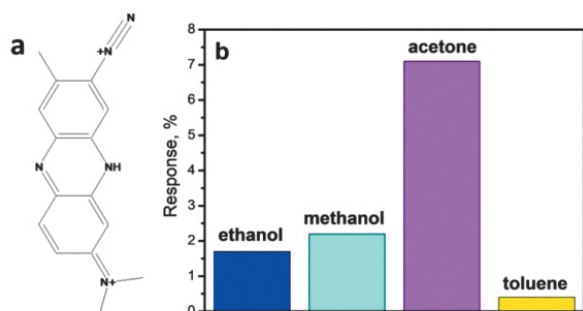 a
N
+N
N
NH
N+
b
Response, %
8
7
6
5
4
3
2
1
0
ethanol
methanol
acetone
toluene